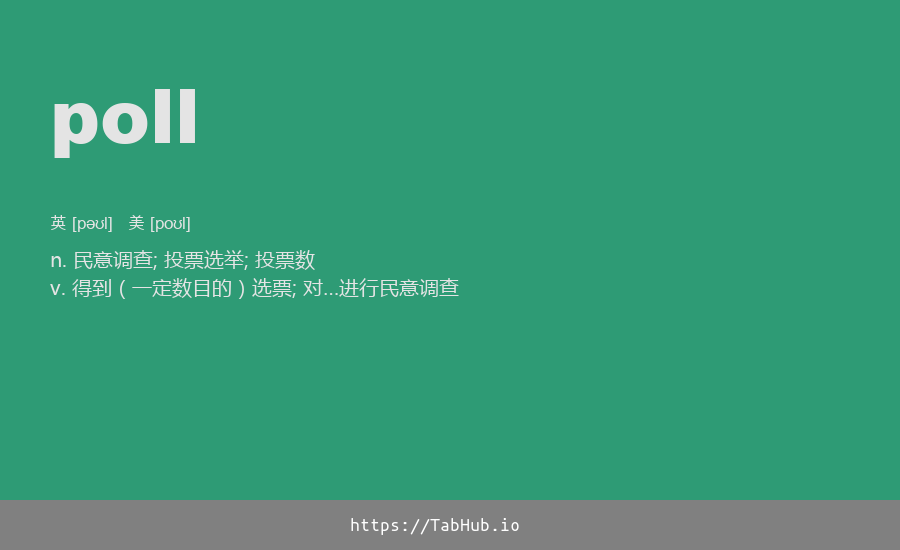 poll
英 [pəʊl] 美 [poʊl]
n. 民意调查; 投票选举; 投票数
v. 得到（一定数目的）选票; 对...进行民意调查
https://TabHub.io